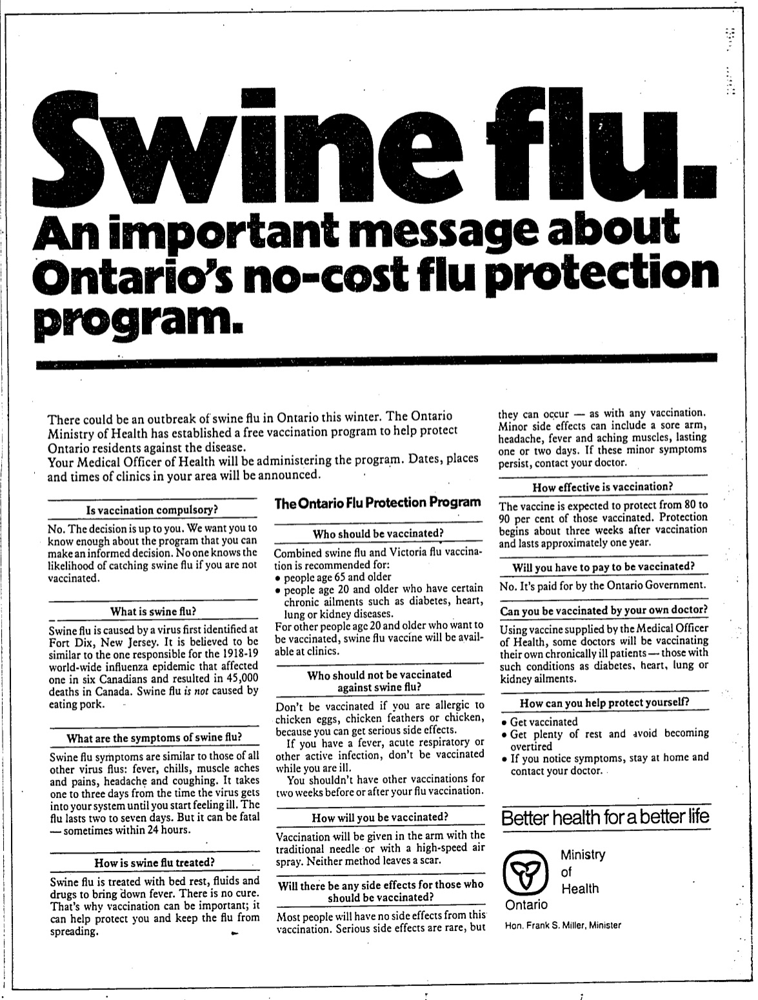 Swine flu.
An important message about
Ontario's no-cost flu protection
program.
There could be an outbreak of swine flu in Ontario this winter. The Ontario
Ministry of Health has established a free vaccination program to help protect
Ontario residents against the disease.
Your Medical Officer of Health will be administering the program. Dates, places
and times of clinics in your area will be announced.
Is vaccination compulsory?
No. The decision is up to you. We want you to
know enough about the program that you can
make an informed decision. No one knows the
likelihood of catching swine flu if you are not
vaccinated.
What is swine flu?
Swine flu is caused by a virus first identified at
Fort Dix, New Jersey. It is believed to be
similar to the one responsible for the 1918-19
world-wide influenza epidemic that affected
one in six Canadians and resulted in 45,000
deaths in Canada. Swine flu is not caused by
eating pork.
What are the symptoms of swine flu?
Swine flu symptoms are similar to those of all
other virus flus: fever, chills, muscle aches
and pains, headache and coughing. It takes
one to three days from the time the virus gets
into your system until you start feeling ill. The
flu lasts two to seven days. But it can be fatal
— sometimes within 24 hours.
How is swine flu treated?
Swine flu is treated with bed rest, fluids and
drugs to bring down fever. There is no cure.
That's why vaccination can be important; it
can help protect you and keep the flu from
spreading.
The Ontario Flu Protection Program
Who should be vaccinated?
Combined swine flu and Victoria flu vaccina-
tion is recommended for:
• people age 65 and older
• people age 20 and older who have certain
chronic ailments such as diabetes, heart,
lung or kidney diseases.
For other people age 20 and older who want to
be vaccinated, swine flu vaccine will be avail-
able at clinics.
Who should not be vaccinated
against swine flu?
Don't be vaccinated if you are allergic to
chicken eggs, chicken feathers or chicken,
because you can get serious side effects.
If you have a fever, acute respiratory or
other active infection, don't be vaccinated
while you are ill.
You shouldn't have other vaccinations for
two weeks before or after your flu vaccination.
How will you be vaccinated?
Vaccination will be given in the arm with the
traditional needle or with a high-speed air
spray. Neither method leaves a scar.
Will there be any side effects for those who
should be vaccinated?
Most people will have no side effects from this
vaccination. Serious side effects are rare, but
they can occur — as with any vaccination.
Minor side effects can include a sore arm,
headache, fever and aching muscles, lasting
one or two days. If these minor symptoms
persist, contact your doctor.
How effective is vaccination?
The vaccine is expected to protect from 80 to
90 per cent of those vaccinated. Protection
begins about three weeks after vaccination
and lasts approximately one year.
Will you have to pay to be vaccinated?
No. It's paid for by the Ontario Government.
Can you be vaccinated by your own doctor?
Using vaccine supplied by the Medical Officer
of Health, some doctors will be vaccinating
their own chronically ill patients — those with
such conditions as diabetes, heart, lung or
kidney ailments.
How can you help protect yourself?
• Get vaccinated
• Get plenty of rest and avoid becoming
overtired
• If you notice symptoms, stay at home and
contact your doctor.
Better health for a better life
Ministry
of
Health
Ontario
Hon. Frank S. Miller, Minister